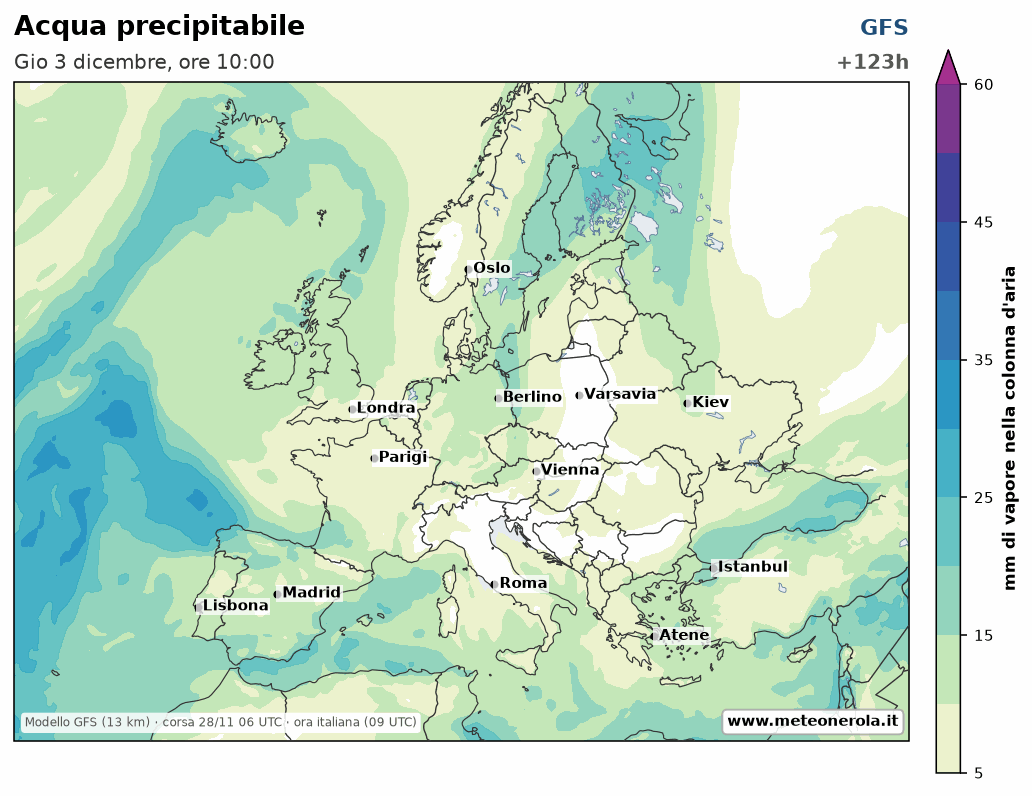 Acqua precipitabile
GFS
Gio 3 dicembre, ore 10:00
+123h
60
45
35
25
15
5
mm di vapore nella colonna d'aria
Oslo
Berlino
Varsavia
Kiev
Londra
Parigi
Vienna
Istanbul
Roma
Madrid
Lisbona
Atene
Modello GFS (13 km) · corsa 28/11 06 UTC · ora italiana (09 UTC)
www.meteonerola.it